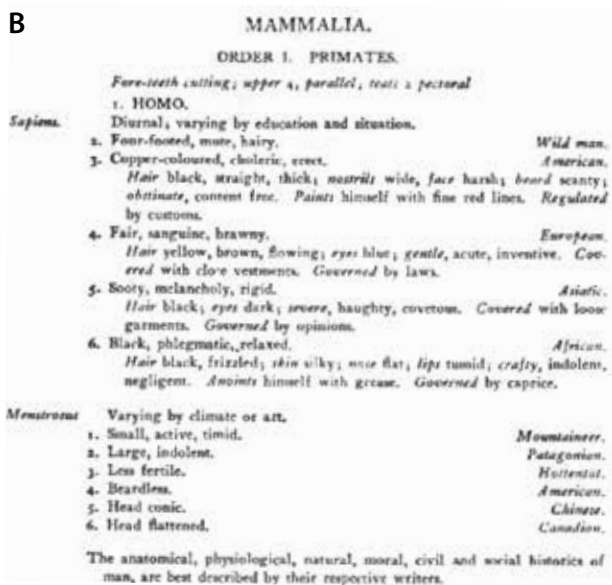 B
MAMMALIA.
ORDER I. PRIMATES.
Fore-teeth cutting; upper 4, parallel; teats 2 pectoral
1. HOMO.
Sapiens. Diurnal; varying by education and situation.
2. Four-footed, mute, hairy. Wild man.
3. Copper-coloured, choleric, erect. American.
Hair black, straight, thick; nostrils wide, face harsh; beard scanty;
obstinate, content free. Paints himself with fine red lines. Regulated
by customs.
4. Fair, sanguine, brawny. European.
Hair yellow, brown, flowing; eyes blue; gentle, acute, inventive. Cov-
ered with close vestments. Governed by laws.
5. Sooty, melancholy, rigid. Asiatic.
Hair black; eyes dark; severe, haughty, covetous. Covered with loose
garments. Governed by opinions.
6. Black, phlegmatic, relaxed. African.
Hair black, frizzled; skin silky; nose flat; lips tumid; crafty, indolent,
negligent. Anoints himself with grease. Governed by caprice.
Monstrosus Varying by climate or art.
1. Small, active, timid. Mountaineer.
2. Large, indolent. Patagonian.
3. Less fertile. Hottentot.
4. Beardless. American.
5. Head conic. Chinese.
6. Head flattened. Canadian.
The anatomical, physiological, natural, moral, civil and social histories of
man, are best described by their respective writers.